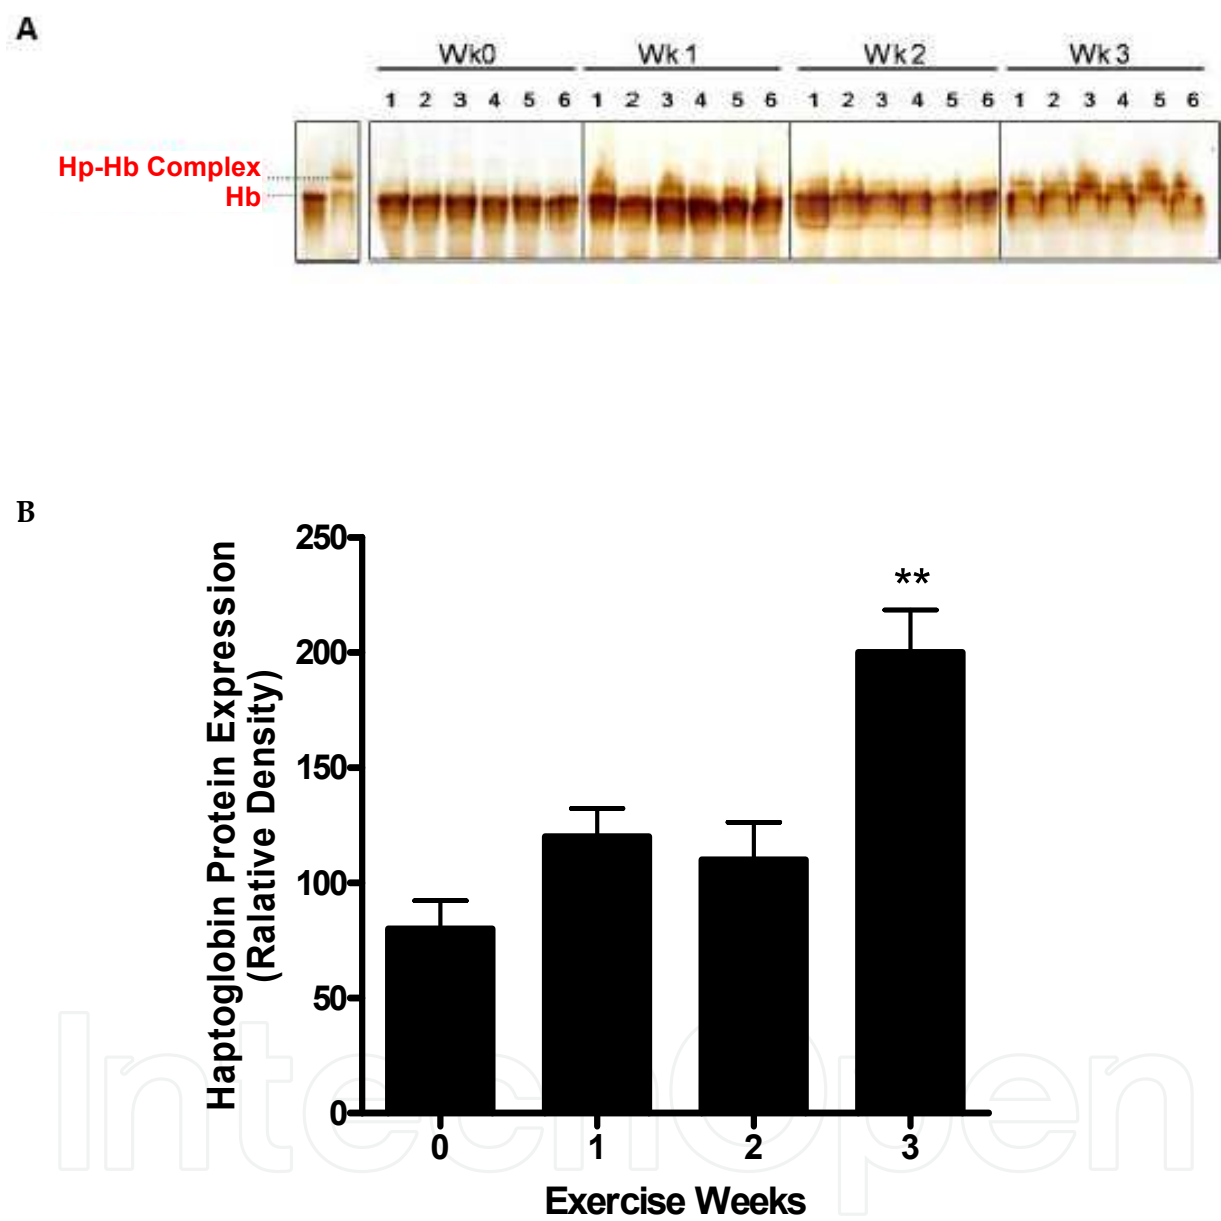 A
Wk0 Wk 1 Wk 2 Wk 3
1 2 3 4 5 6 1 2 3 4 5 6 1 2 3 4 5 6 1 2 3 4 5 6
Hp-Hb Complex
Hb
B
Haptoglobin Protein Expression
(Ralative Density)
250
200
150
100
50
0
**
0 1 2 3
Exercise Weeks
IntechOpen